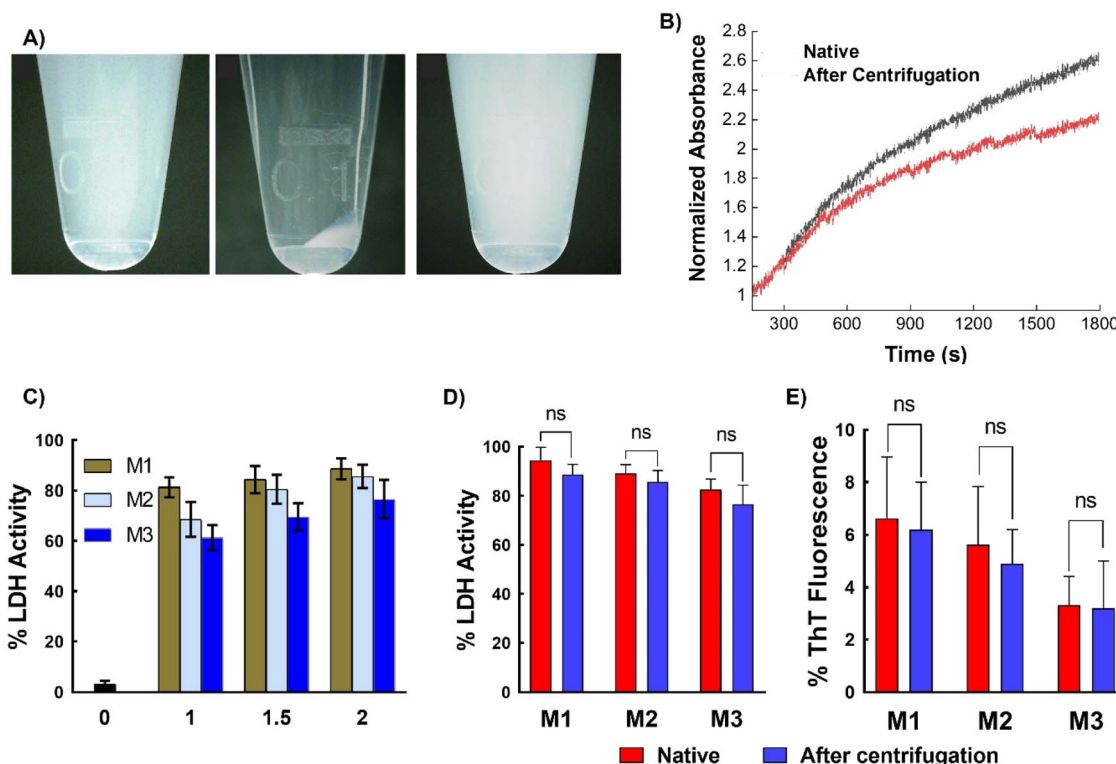 A)
0
0.1
0
B)
Normalized Absorbance
2.8
2.6
2.4
2.2
2
1.8
1.6
1.4
1.2
1
Native
After Centrifugation
300 600 900 1200 1500 1800
Time (s)
C)
% LDH Activity
100
80
60
40
20
0
M1
M2
M3
0 1 1.5 2
D)
% LDH Activity
100
80
60
40
20
0
ns ns ns
M1 M2 M3
E)
% ThT Fluorescence
10
8
6
4
2
0
ns ns ns
M1 M2 M3
Native After centrifugation